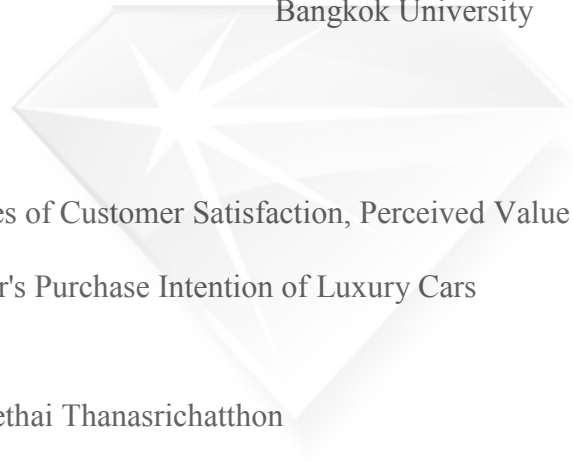 Bangkok University
es of Customer Satisfaction, Perceived Value
r's Purchase Intention of Luxury Cars
ethai Thanasrichatthon